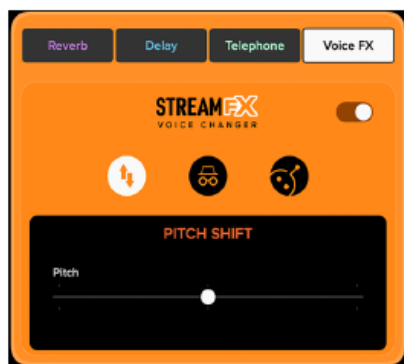 Reverb
Delay
Telephone
Voice FX
STREAMFX
VOICE CHANGER
PITCH SHIFT
Pitch